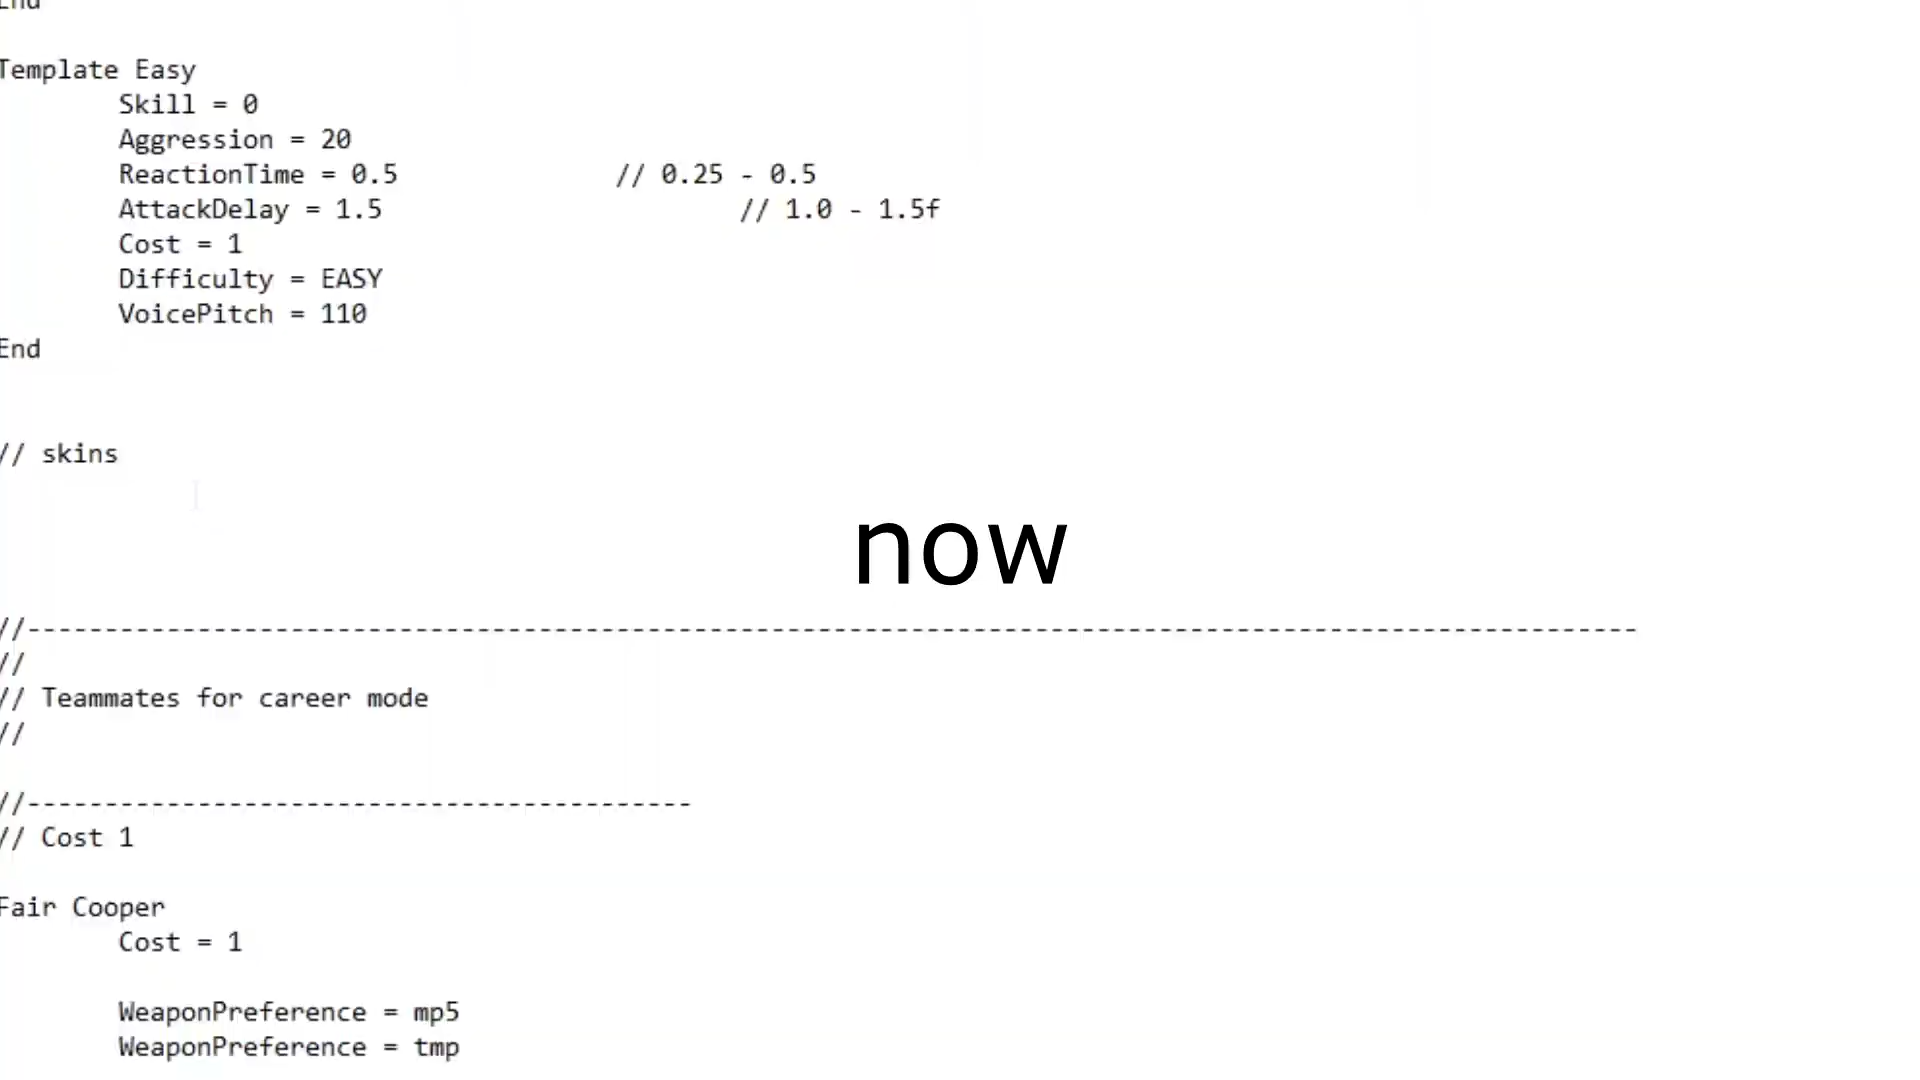 End
Template Easy
Skill = 0
Aggression = 20
ReactionTime = 0.5 // 0.25 - 0.5
AttackDelay = 1.5 // 1.0 - 1.5f
Cost = 1
Difficulty = EASY
VoicePitch = 110
End
// skins
now
//--------------------------------------------------------------------------------------------------------
//
// Teammates for career mode
//
//-------------------------------------------
// Cost 1
Fair Cooper
Cost = 1
WeaponPreference = mp5
WeaponPreference = tmp